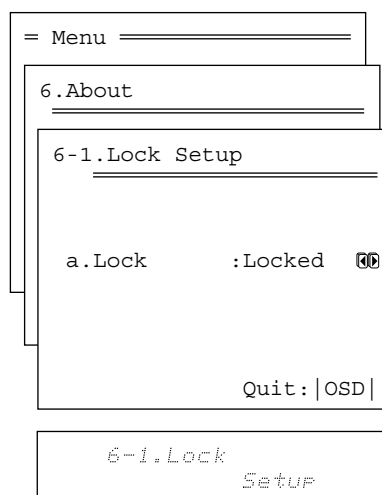 = Menu
6.About
6-1.Lock Setup
a.Lock :Locked
Quit:|OSD|
6-1.Lock
Setup